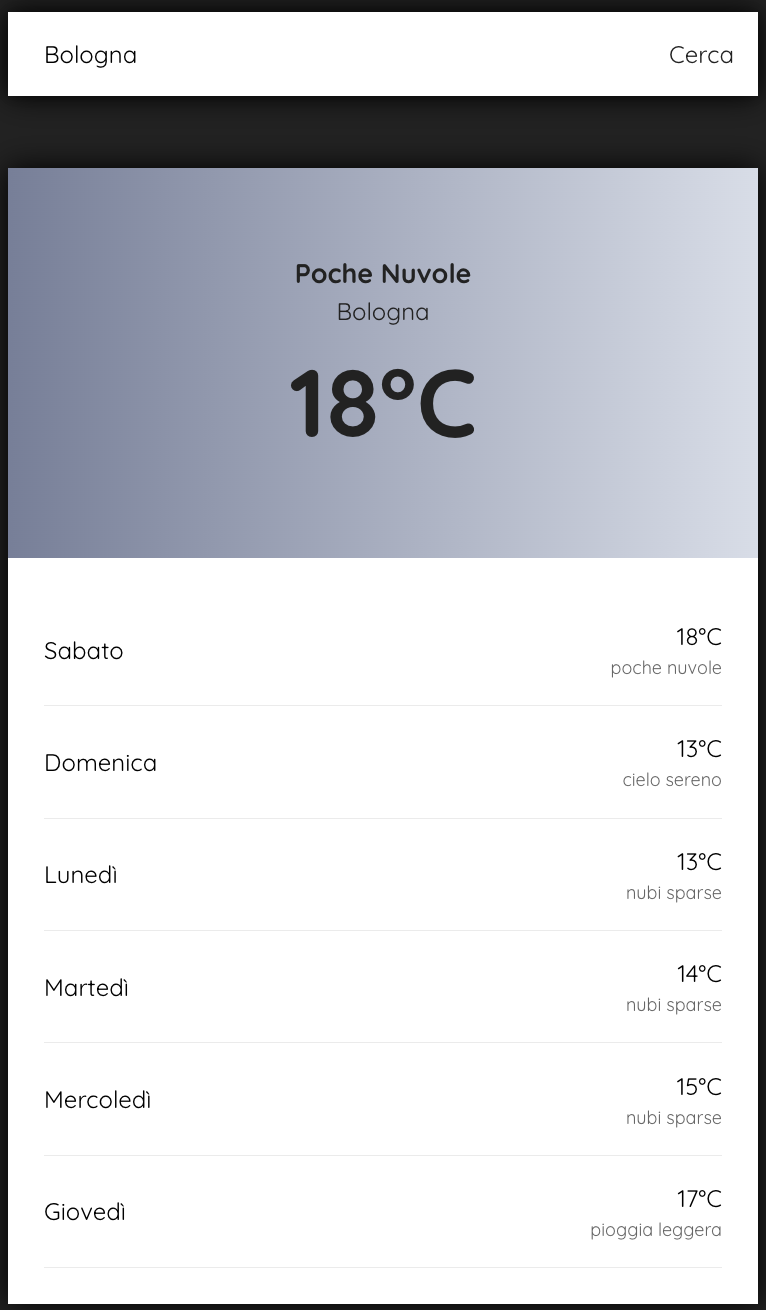 Bologna Cerca
Poche Nuvole
Bologna
18°C
Sabato 18°C
poche nuvole
Domenica 13°C
cielo sereno
Lunedì 13°C
nubi sparse
Martedì 14°C
nubi sparse
Mercoledì 15°C
nubi sparse
Giovedì 17°C
pioggia leggera